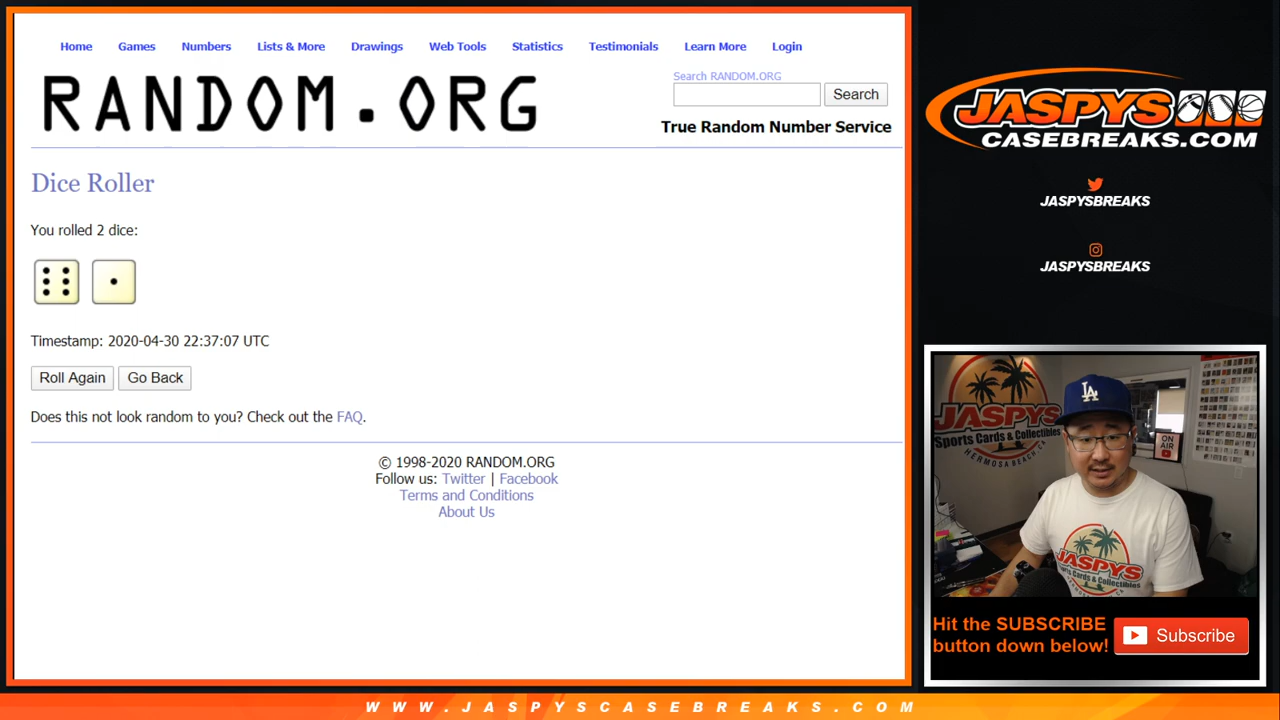 Home Games Numbers Lists & More Drawings Web Tools Statistics Testimonials Learn More Login
RANDOM.ORG
Search RANDOM.ORG
Search
True Random Number Service
Dice Roller
You rolled 2 dice:
Timestamp: 2020-04-30 22:37:07 UTC
Roll Again Go Back
Does this not look random to you? Check out the FAQ.
© 1998-2020 RANDOM.ORG
Follow us: Twitter | Facebook
Terms and Conditions
About Us
JASPYS
CASEBREAKS.COM
JASPYSBREAKS
JASPYSBREAKS
JASPYS
Sports Cards & Collectibles
HERMOSA BEACH, CA
LA
ON AIR
JASPYS
Sports Cards & Collectibles
Hit the SUBSCRIBE
button down below!
Subscribe
WWW.JASPYSCASEBREAKS.COM